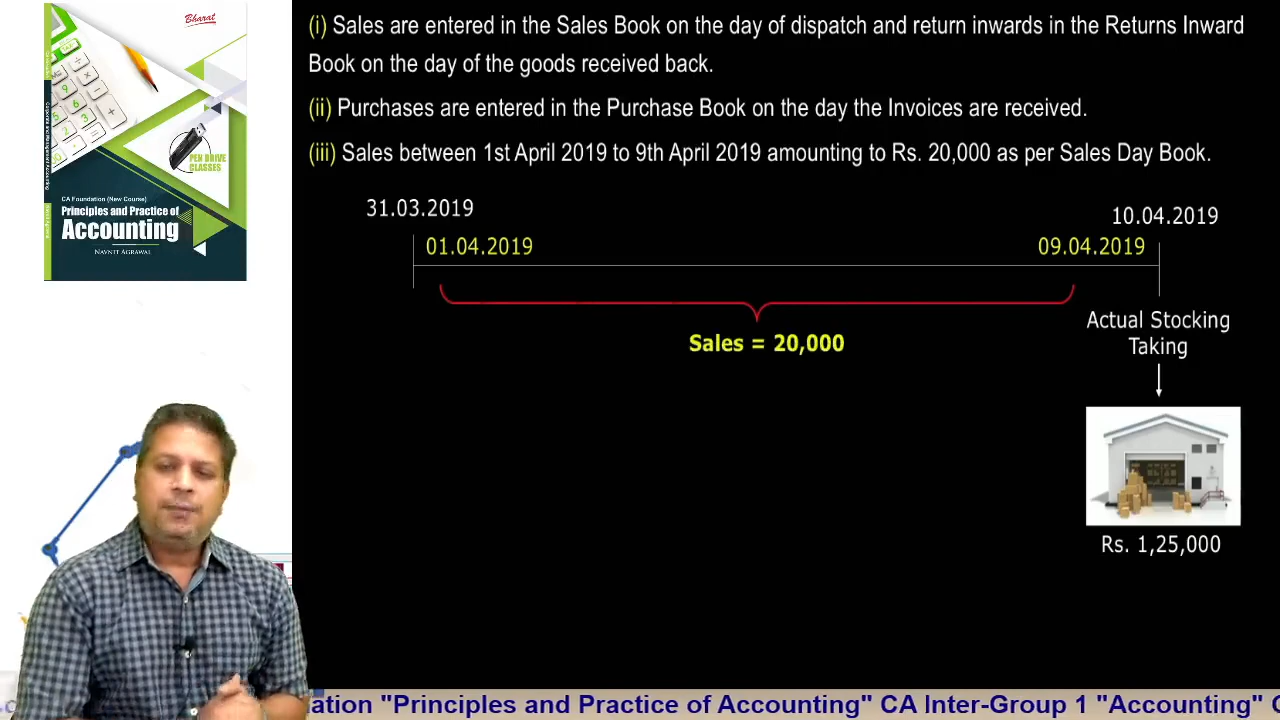 Bharat
PEN DRIVE
CLASSES
CA Foundation (New Course)
Principles and Practice of
Accounting
NAVNIT AGRAWAL
(i) Sales are entered in the Sales Book on the day of dispatch and return inwards in the Returns Inward
Book on the day of the goods received back.
(ii) Purchases are entered in the Purchase Book on the day the Invoices are received.
(iii) Sales between 1st April 2019 to 9th April 2019 amounting to Rs. 20,000 as per Sales Day Book.
31.03.2019
10.04.2019
01.04.2019
09.04.2019
Sales = 20,000
Actual Stocking
Taking
Rs. 1,25,000
ation "Principles and Practice of Accounting" CA Inter-Group 1 "Accounting"